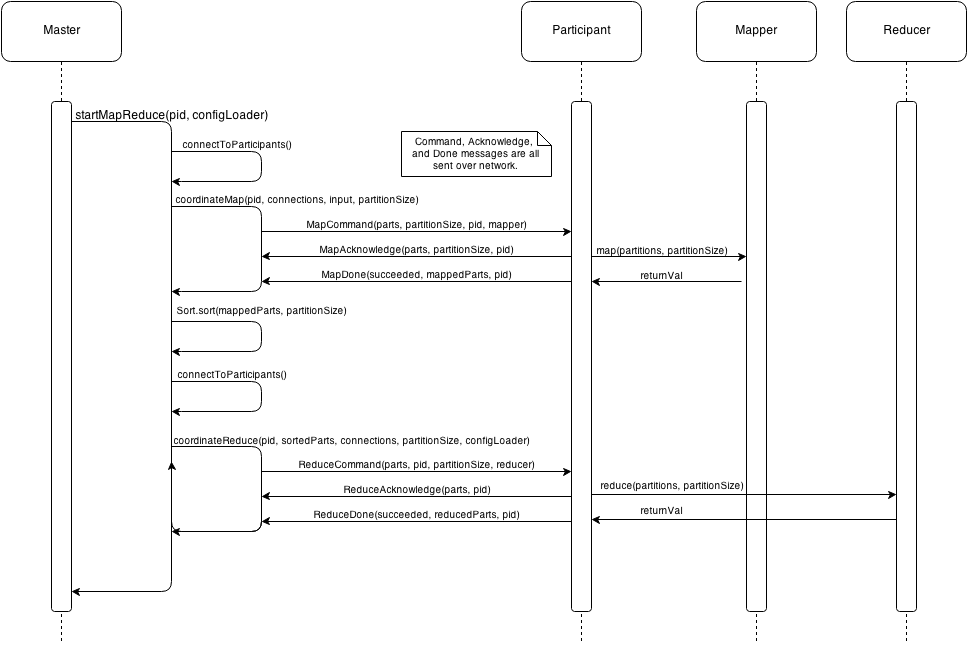 Master
Participant
Mapper
Reducer
startMapReduce(pid, configLoader)
connectToParticipants()
Command, Acknowledge,
and Done messages are all
sent over network.
coordinateMap(pid, connections, input, partitionSize)
MapCommand(parts, partitionSize, pid, mapper)
MapAcknowledge(parts, partitionSize, pid)
map(partitions, partitionSize)
MapDone(succeeded, mappedParts, pid)
returnVal
Sort.sort(mappedParts, partitionSize)
connectToParticipants()
coordinateReduce(pid, sortedParts, connections, partitionSize, configLoader)
ReduceCommand(parts, pid, partitionSize, reducer)
ReduceAcknowledge(parts, pid)
reduce(partitions, partitionSize)
ReduceDone(succeeded, reducedParts, pid)
returnVal